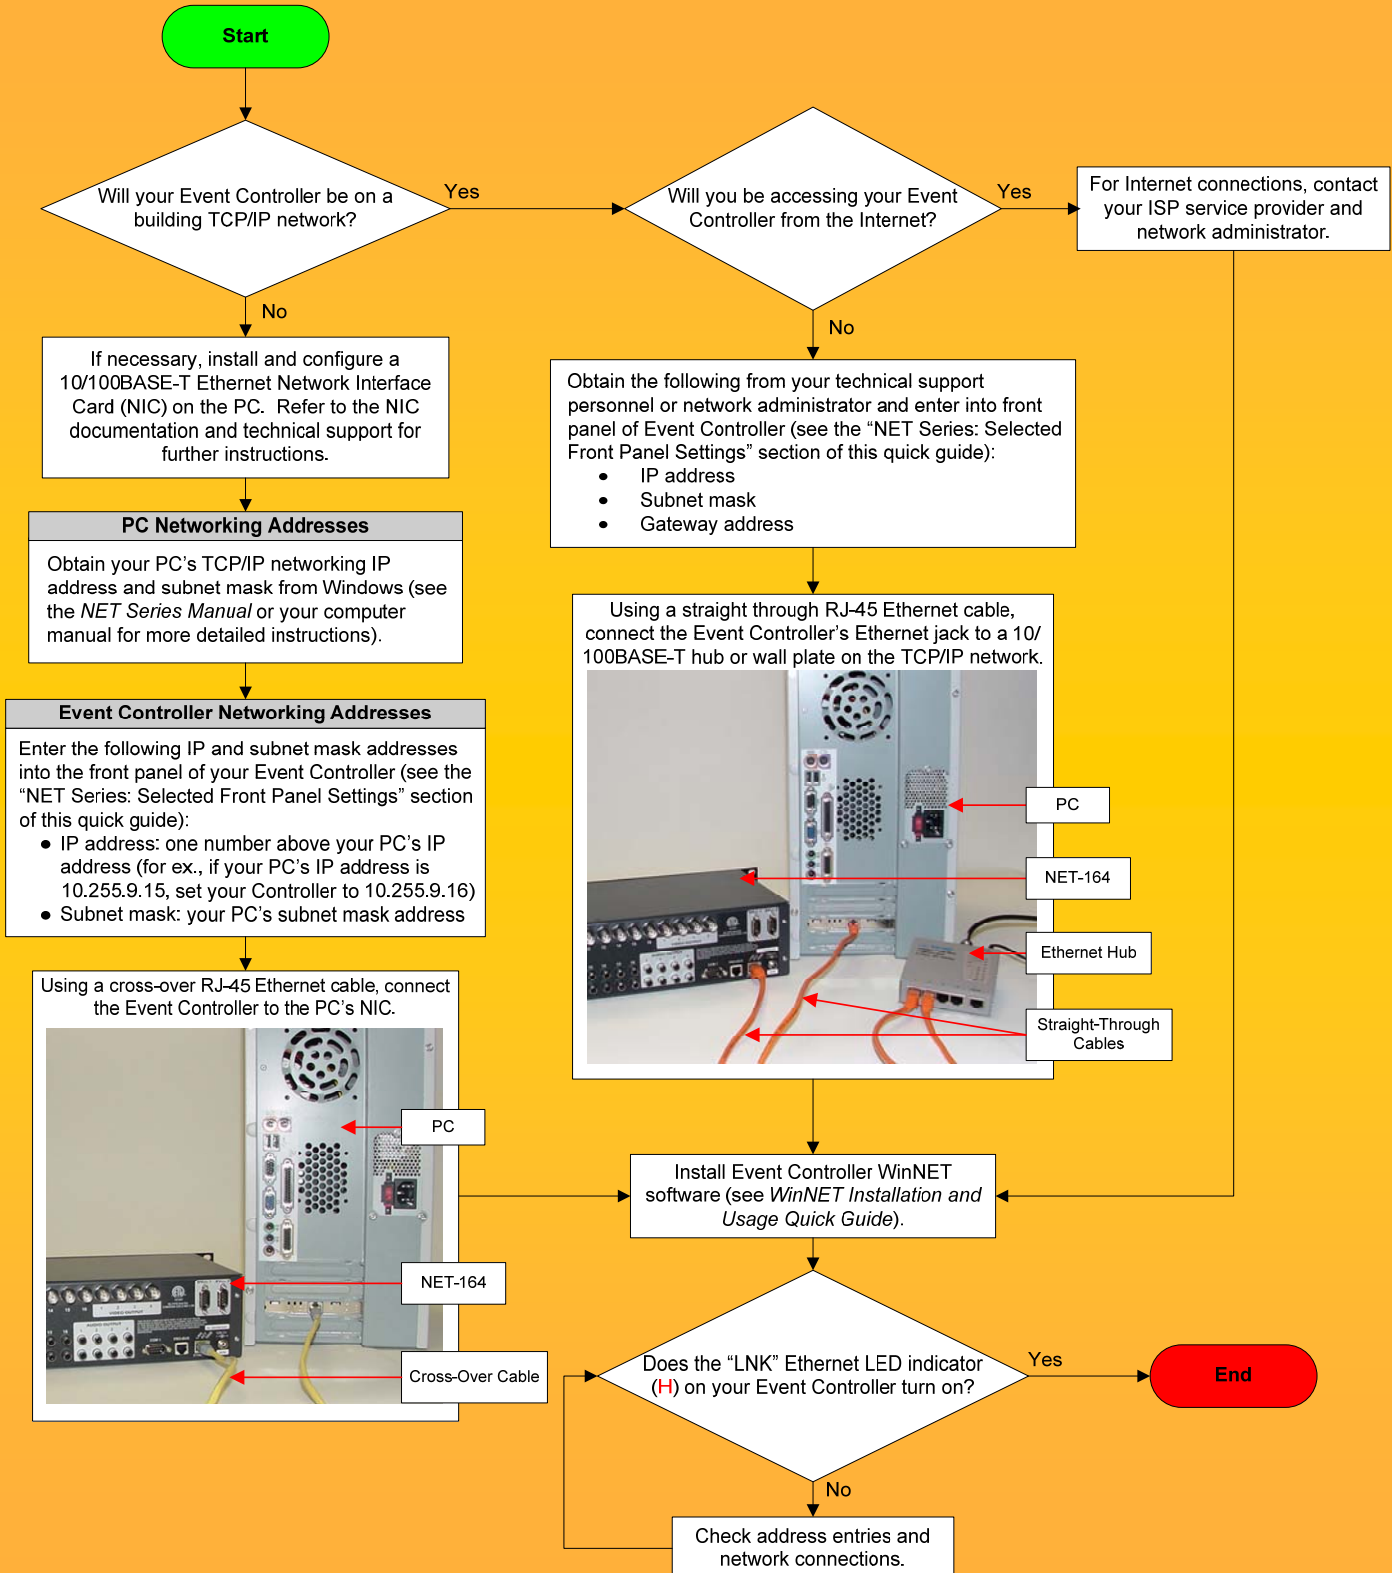 Start
Will your Event Controller be on a
building TCP/IP network?
Yes
No
Will you be accessing your Event
Controller from the Internet?
Yes
No
For Internet connections, contact
your ISP service provider and
network administrator.
If necessary, install and configure a
10/100BASE-T Ethernet Network Interface
Card (NIC) on the PC. Refer to the NIC
documentation and technical support for
further instructions.
PC Networking Addresses
Obtain your PC's TCP/IP networking IP
address and subnet mask from Windows (see
the NET Series Manual or your computer
manual for more detailed instructions).
Event Controller Networking Addresses
Enter the following IP and subnet mask addresses
into the front panel of your Event Controller (see the
“NET Series: Selected Front Panel Settings” section
of this quick guide):
● IP address: one number above your PC's IP
address (for ex., if your PC's IP address is
10.255.9.15, set your Controller to 10.255.9.16)
● Subnet mask: your PC's subnet mask address
Using a cross-over RJ-45 Ethernet cable, connect
the Event Controller to the PC's NIC.
PC
NET-164
Cross-Over Cable
Obtain the following from your technical support
personnel or network administrator and enter into front
panel of Event Controller (see the “NET Series: Selected
Front Panel Settings” section of this quick guide):
● IP address
● Subnet mask
● Gateway address
Using a straight through RJ-45 Ethernet cable,
connect the Event Controller's Ethernet jack to a 10/
100BASE-T hub or wall plate on the TCP/IP network.
PC
NET-164
Ethernet Hub
Straight-Through
Cables
Install Event Controller WinNET
software (see WinNET Installation and
Usage Quick Guide).
Does the “LNK” Ethernet LED indicator
(H) on your Event Controller turn on?
Yes
No
End
Check address entries and
network connections.